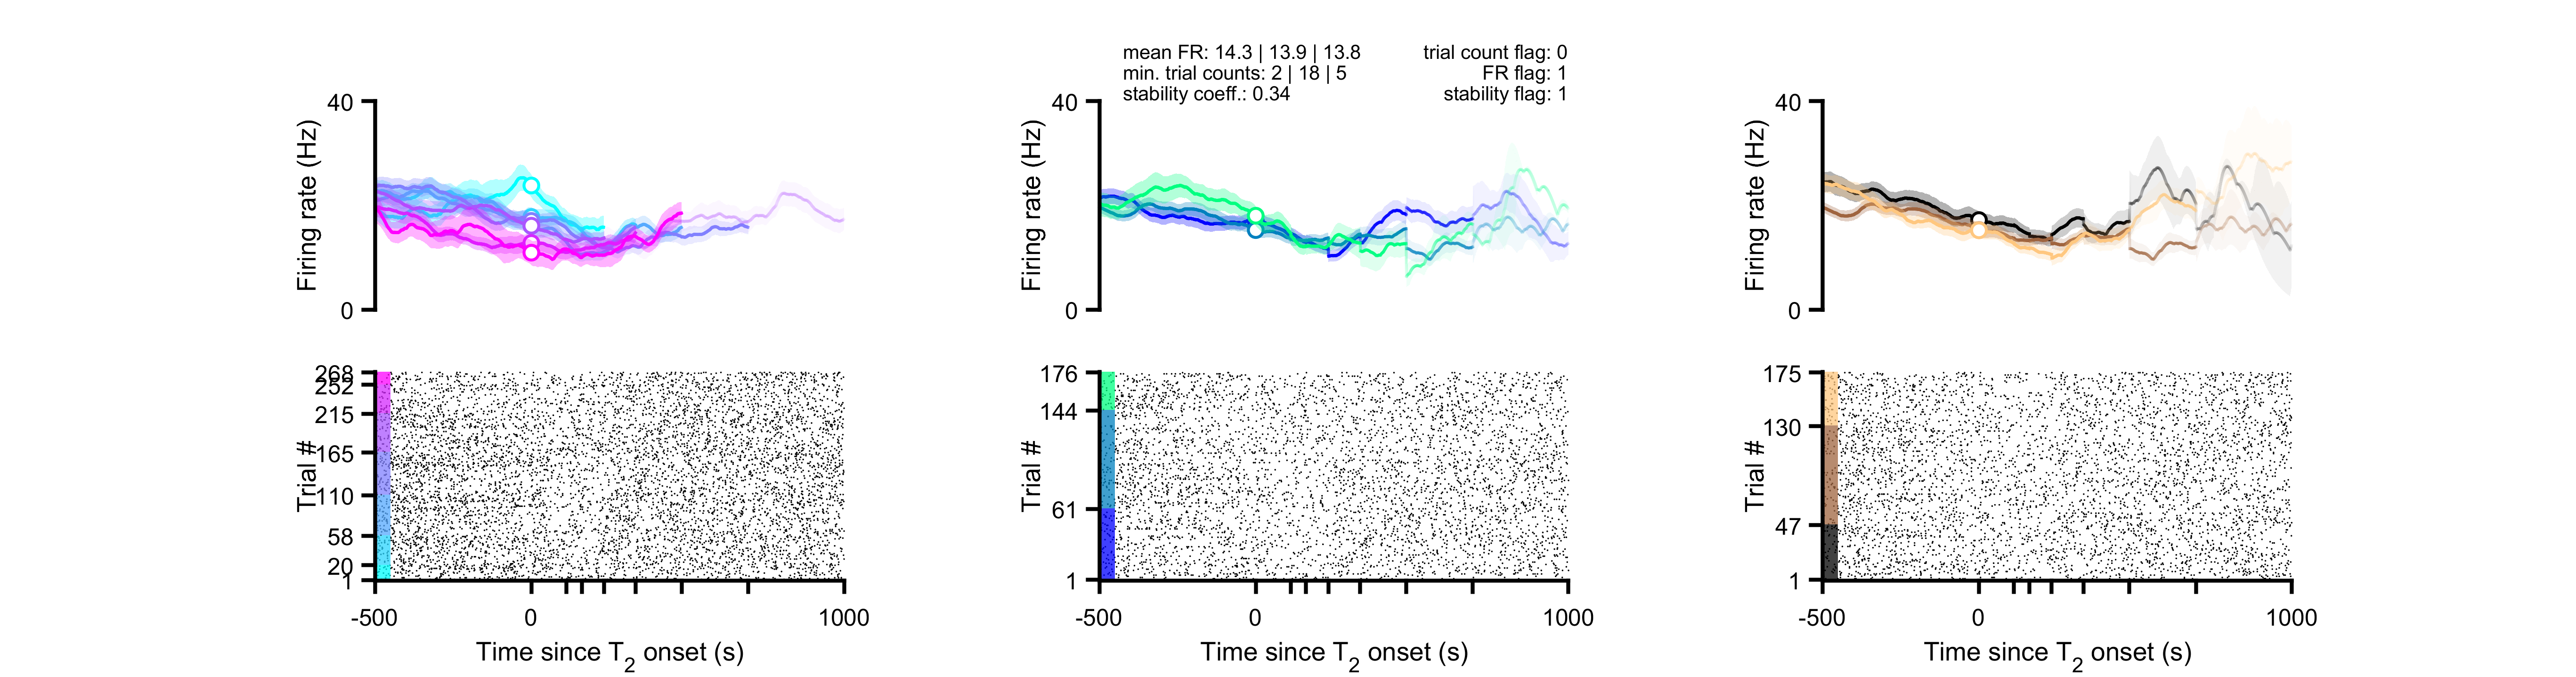 mean FR: 14.3 | 13.9 | 13.8
min. trial counts: 2 | 18 | 5
stability coeff.: 0.34
trial count flag: 0
FR flag: 1
stability flag: 1
40
Firing rate (Hz)
0
40
Firing rate (Hz)
0
40
Firing rate (Hz)
0
268
252
215
165
110
58
20
1
Trial #
-500
0
1000
Time since T2 onset (s)
176
144
61
1
Trial #
-500
0
1000
Time since T2 onset (s)
175
130
47
1
Trial #
-500
0
1000
Time since T2 onset (s)